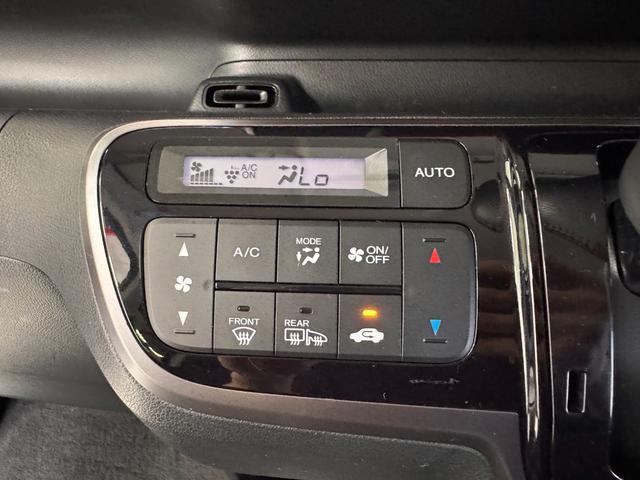 A/C
ON
Lo
AUTO
A/C
MODE
ON/
OFF
FRONT
REAR